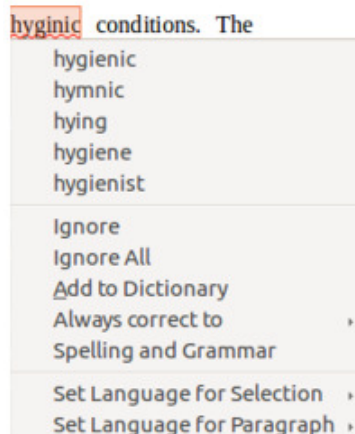 hyginic conditions. The
hygienic
hymnic
hying
hygiene
hygienist
Ignore
Ignore All
Add to Dictionary
Always correct to
Spelling and Grammar
Set Language for Selection
Set Language for Paragraph